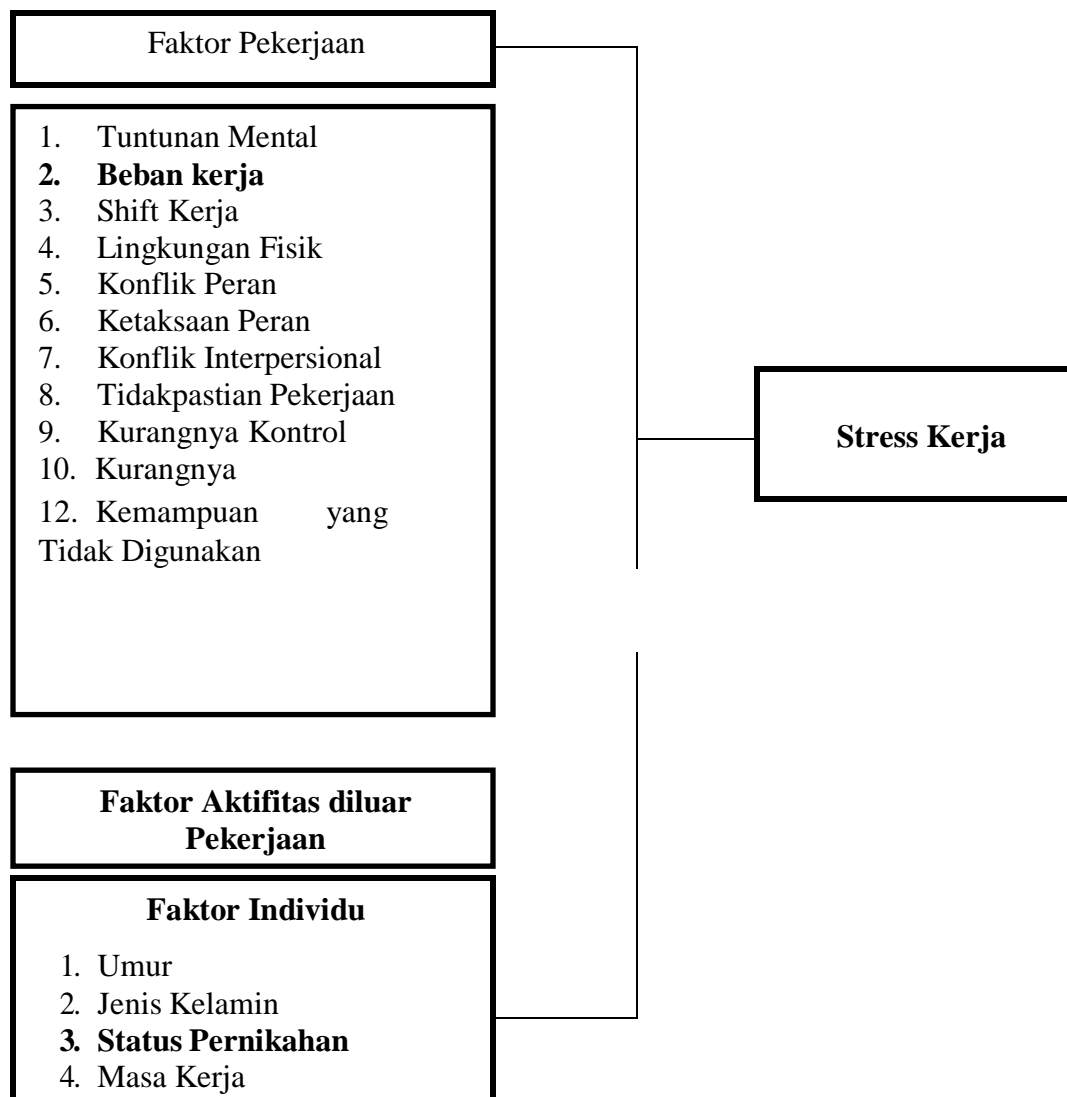 Faktor Pekerjaan
1. Tuntunan Mental
2. Beban kerja
3. Shift Kerja
4. Lingkungan Fisik
5. Konflik Peran
6. Ketaksaan Peran
7. Konflik Interpersional
8. Tidakpastian Pekerjaan
9. Kurangnya Kontrol
10. Kurangnya
12. Kemampuan yang
Tidak Digunakan
Stress Kerja
Faktor Aktifitas diluar
Pekerjaan
Faktor Individu
1. Umur
2. Jenis Kelamin
3. Status Pernikahan
4. Masa Kerja